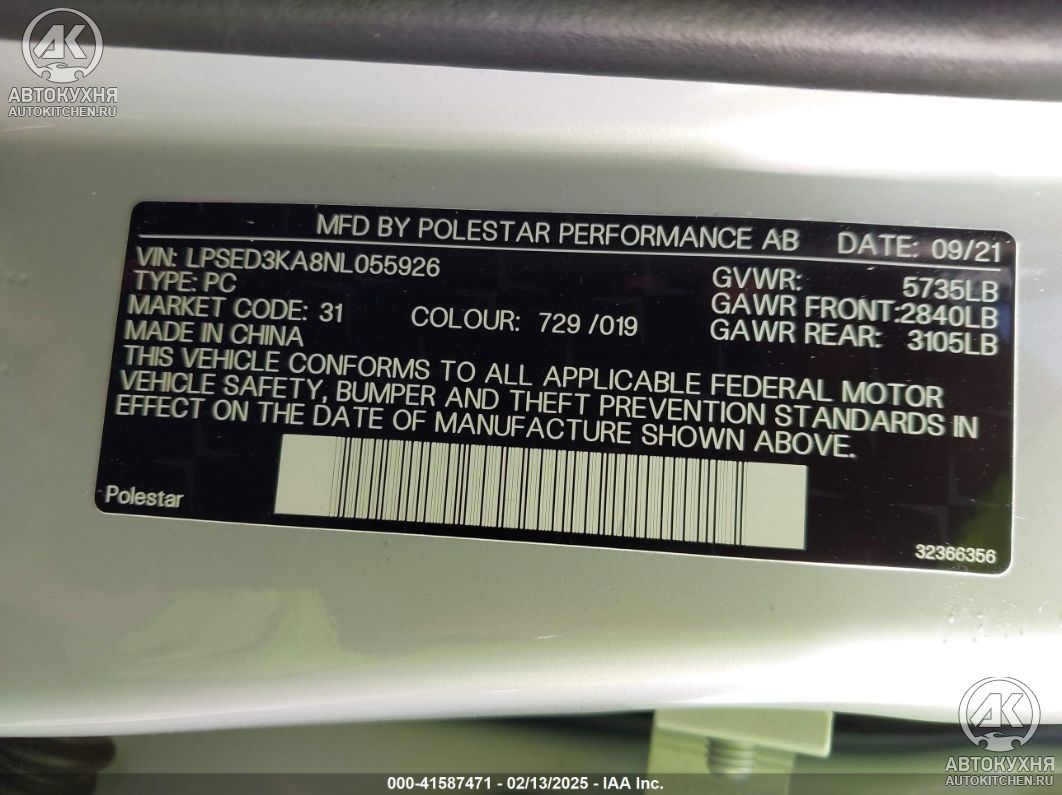 AK
АВТОКУХНЯ
AUTOKITCHEN.RU
MFD BY POLESTAR PERFORMANCE AB DATE: 09/21
VIN: LPSED3KA8NL055926
GVWR: 5735LB
TYPE: PC
GAWR FRONT:2840LB
MARKET CODE: 31
COLOUR: 729 /019
GAWR REAR: 3105LB
MADE IN CHINA
THIS VEHICLE CONFORMS TO ALL APPLICABLE FEDERAL MOTOR
VEHICLE SAFETY, BUMPER AND THEFT PREVENTION STANDARDS IN
EFFECT ON THE DATE OF MANUFACTURE SHOWN ABOVE.
Polestar
32366356
AK
АВТОКУХНЯ
AUTOKITCHEN.RU
000-41587471 - 02/13/2025 - IAA Inc.